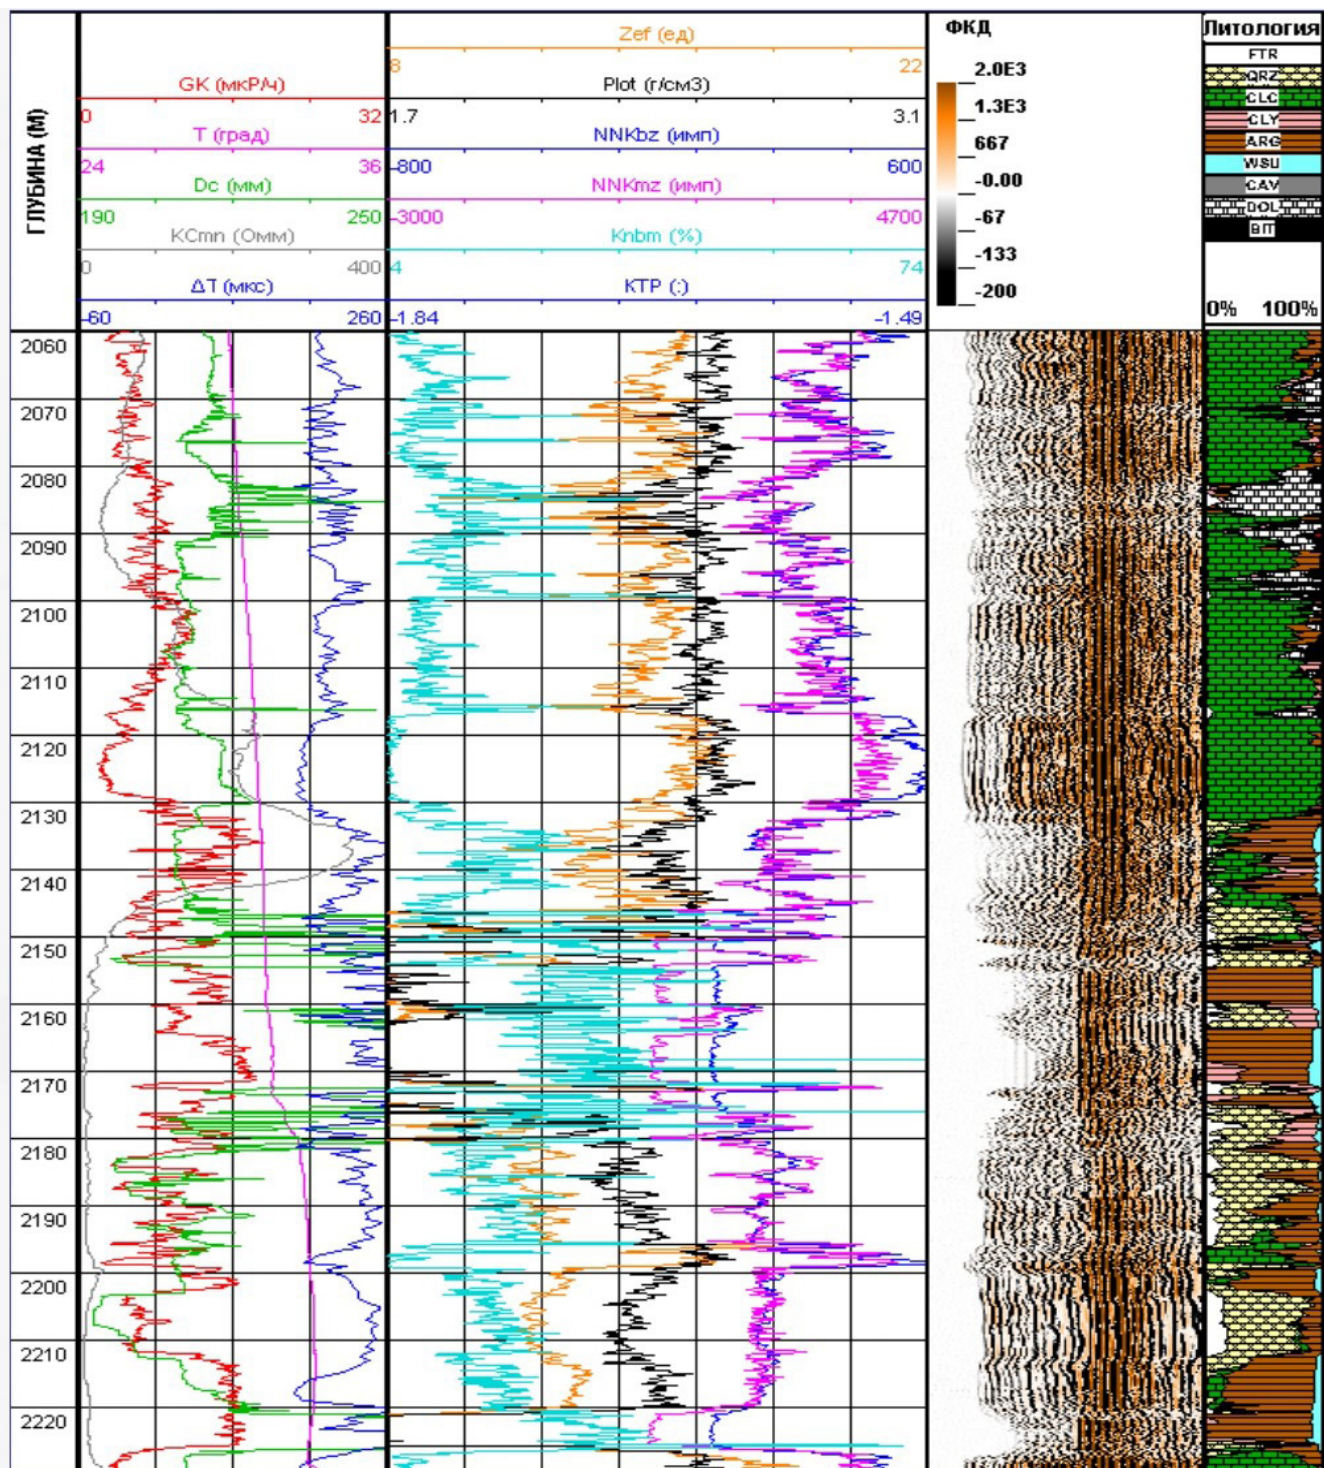 ГЛУБИНА (М)
GK (мкР/ч)
0 32
T (град)
24 36
Dc (мм)
190 250
KCmn (Омм)
0 400
ΔT (мкс)
-60 260
Zef (ед)
8 22
Plot (г/см3)
1.7 3.1
NNKbz (имп)
-800 600
NNKmz (имп)
-3000 4700
Knbm (%)
4 74
КТР (:)
-1.84 -1.49
ФКД
2.0E3
1.3E3
667
-0.00
-67
-133
-200
Литология
FTR
QRZ
CLC
CLY
ARG
WSU
CAV
DOL
BIT
0% 100%
2060
2070
2080
2090
2100
2110
2120
2130
2140
2150
2160
2170
2180
2190
2200
2210
2220